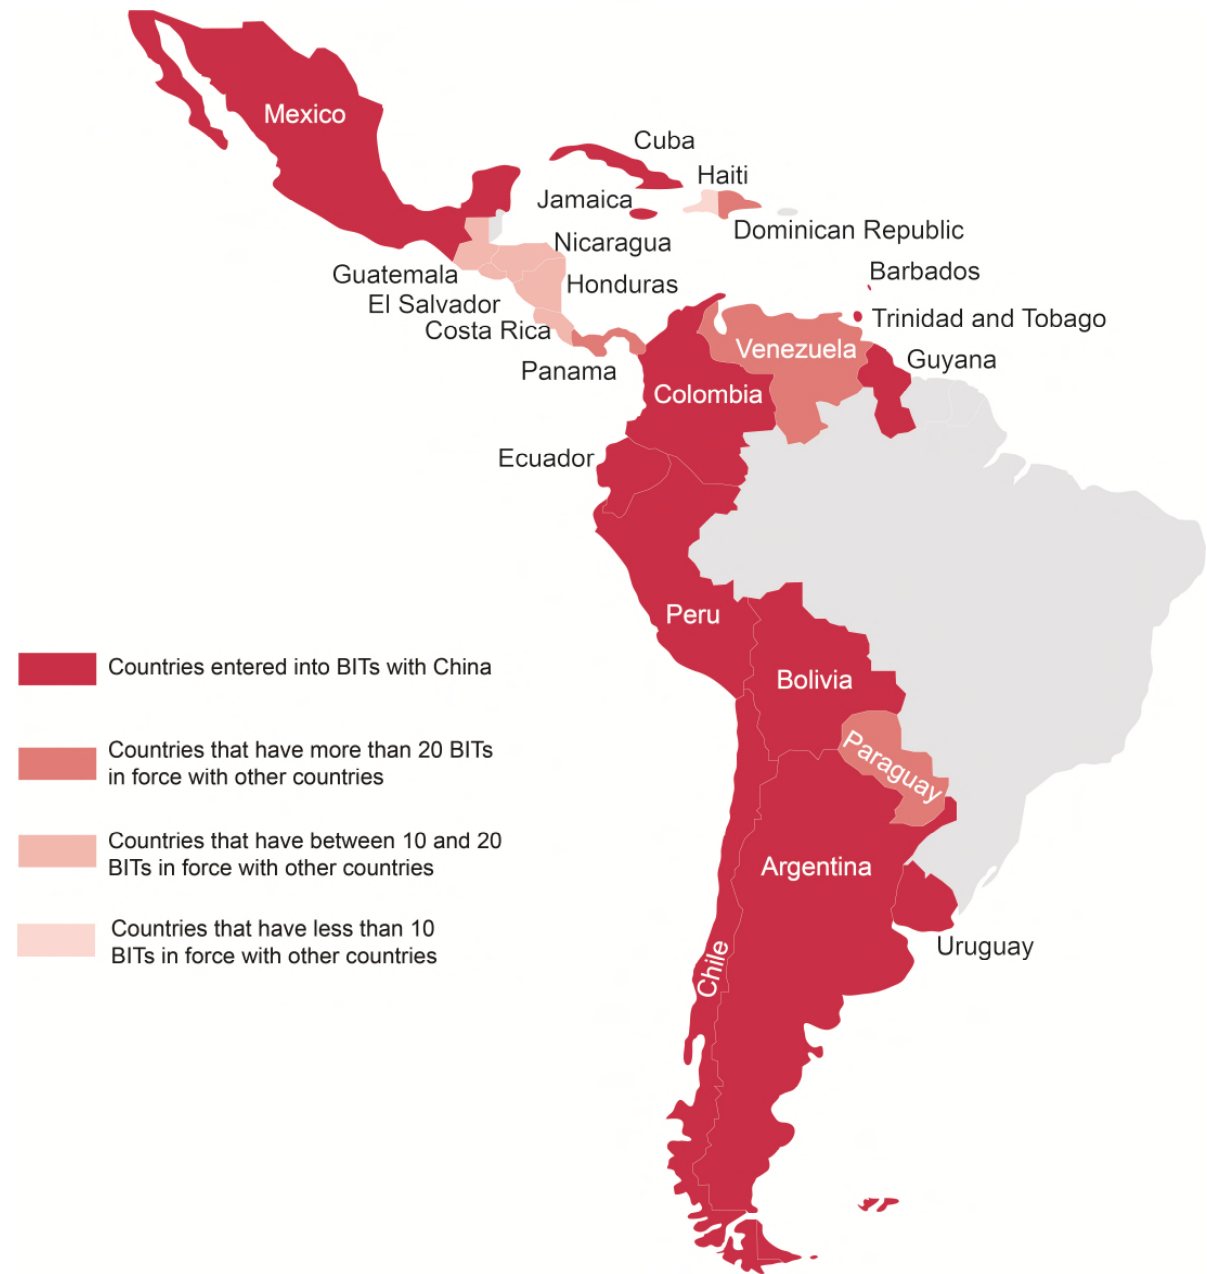 Mexico
Cuba
Haiti
Jamaica
Dominican Republic
Nicaragua
Guatemala
Honduras
El Salvador
Costa Rica
Panama
Barbados
Trinidad and Tobago
Venezuela
Guyana
Colombia
Ecuador
Peru
Bolivia
Paraguay
Argentina
Chile
Uruguay
Countries entered into BITs with China
Countries that have more than 20 BITs
in force with other countries
Countries that have between 10 and 20
BITs in force with other countries
Countries that have less than 10
BITs in force with other countries